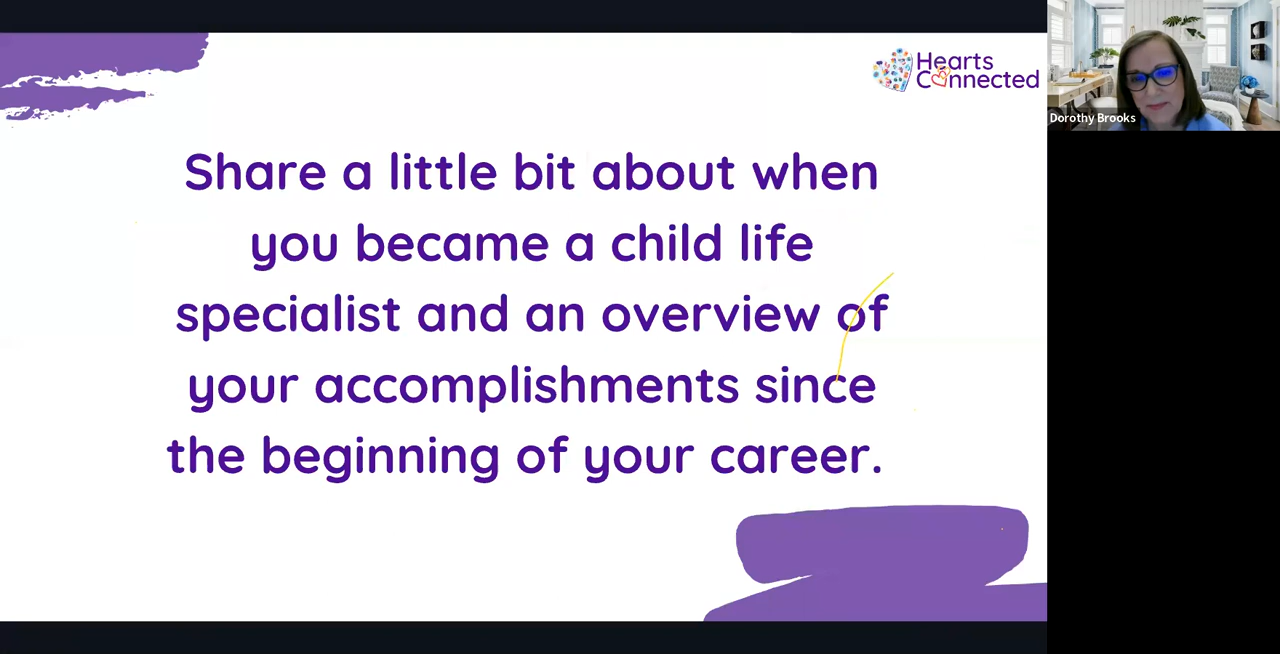 Hearts
Connected
Dorothy Brooks
Share a little bit about when
you became a child life
specialist and an overview of
your accomplishments since
the beginning of your career.